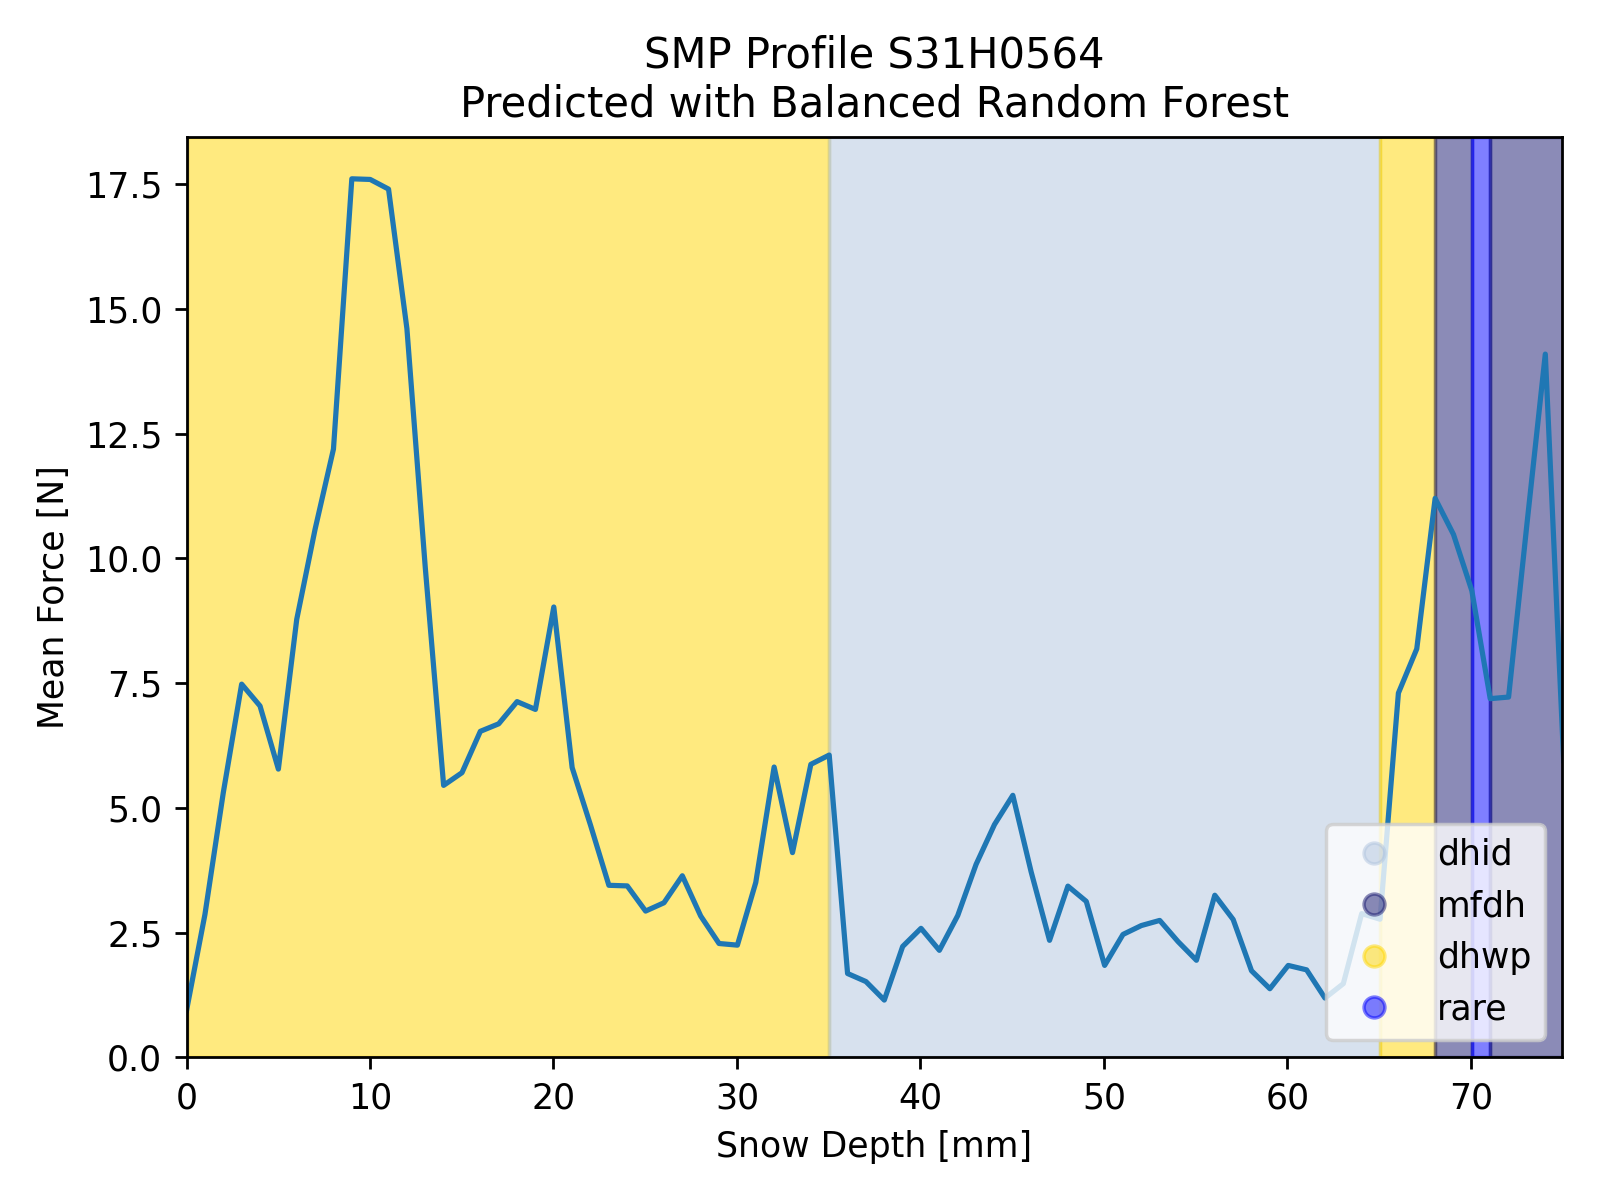 SMP Profile S31H0564
Predicted with Balanced Random Forest
Mean Force [N]
17.5
15.0
12.5
10.0
7.5
5.0
2.5
0.0
dhid
mfdh
dhwp
rare
0 10 20 30 40 50 60 70
Snow Depth [mm]